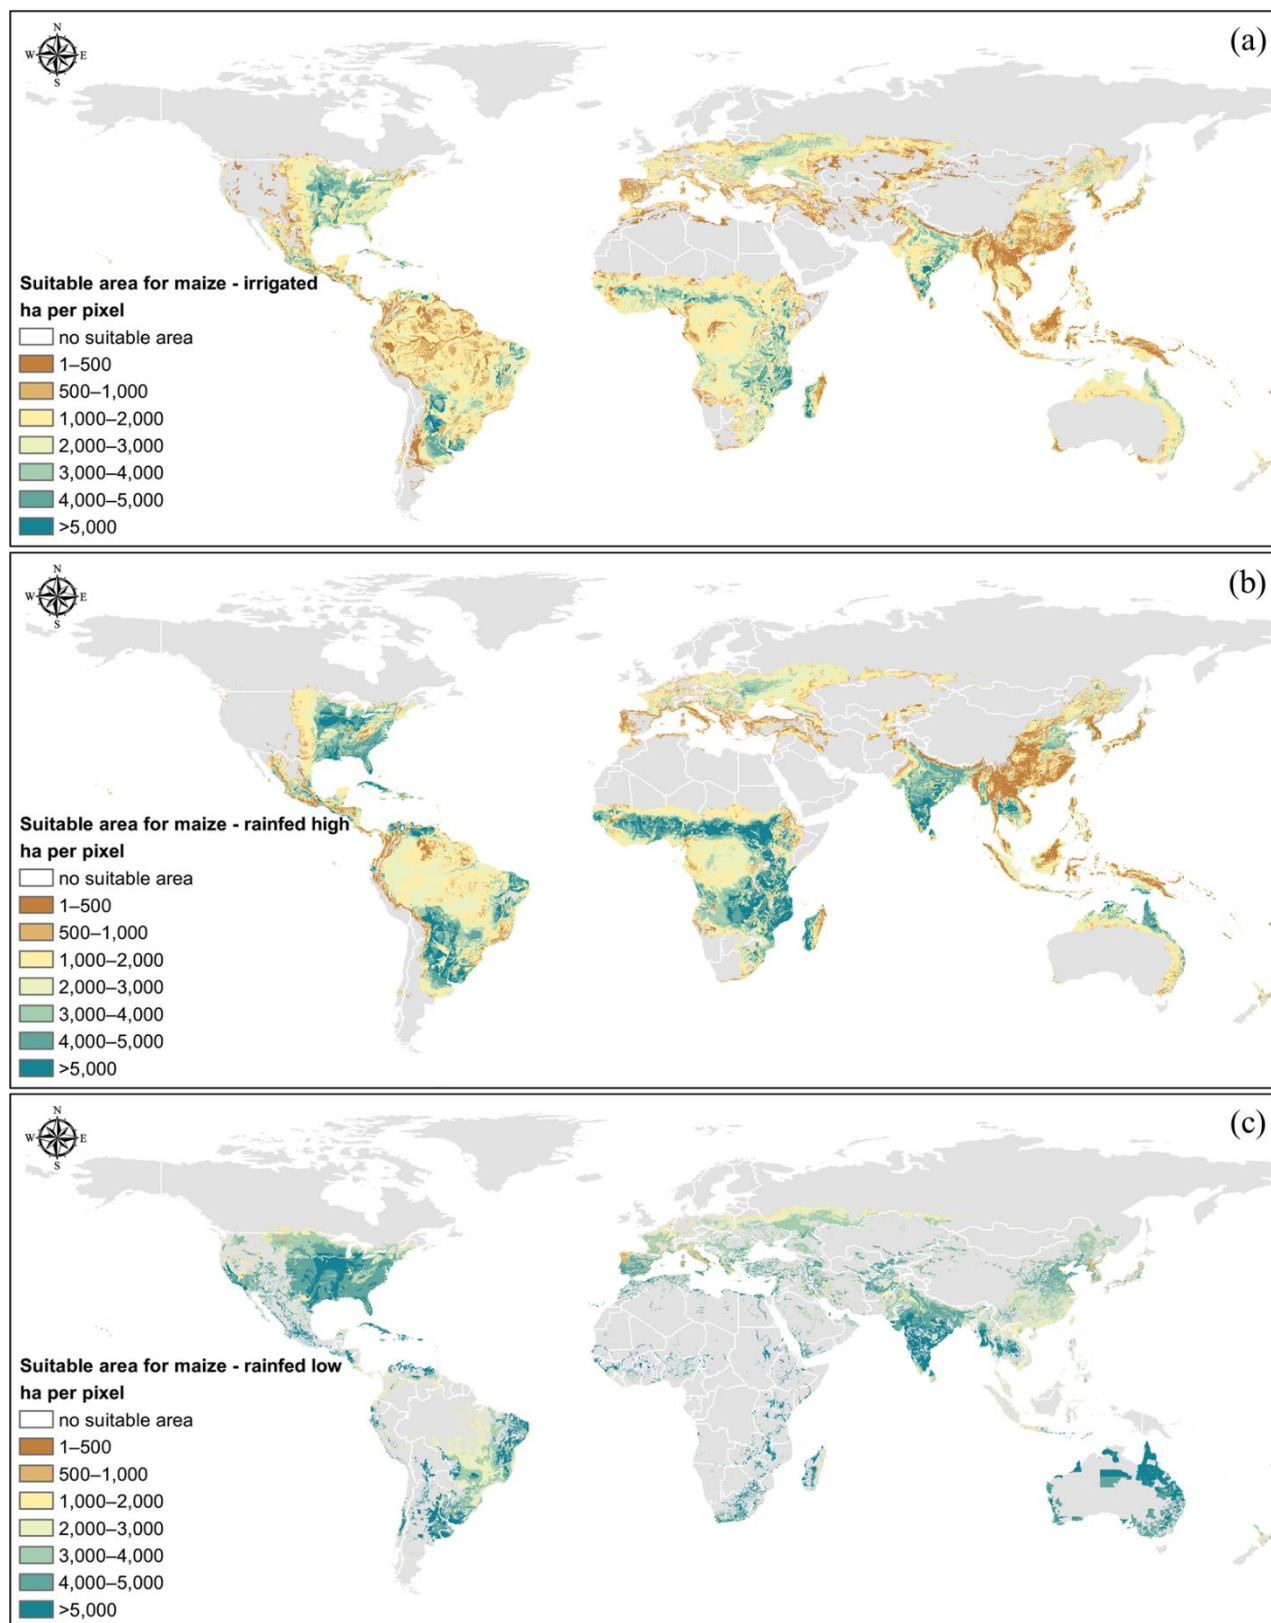 (a)
N
W E
S
Suitable area for maize - irrigated
ha per pixel
no suitable area
1–500
500–1,000
1,000–2,000
2,000–3,000
3,000–4,000
4,000–5,000
>5,000
(b)
N
W E
S
Suitable area for maize - rainfed high
ha per pixel
no suitable area
1–500
500–1,000
1,000–2,000
2,000–3,000
3,000–4,000
4,000–5,000
>5,000
(c)
N
W E
S
Suitable area for maize - rainfed low
ha per pixel
no suitable area
1–500
500–1,000
1,000–2,000
2,000–3,000
3,000–4,000
4,000–5,000
>5,000